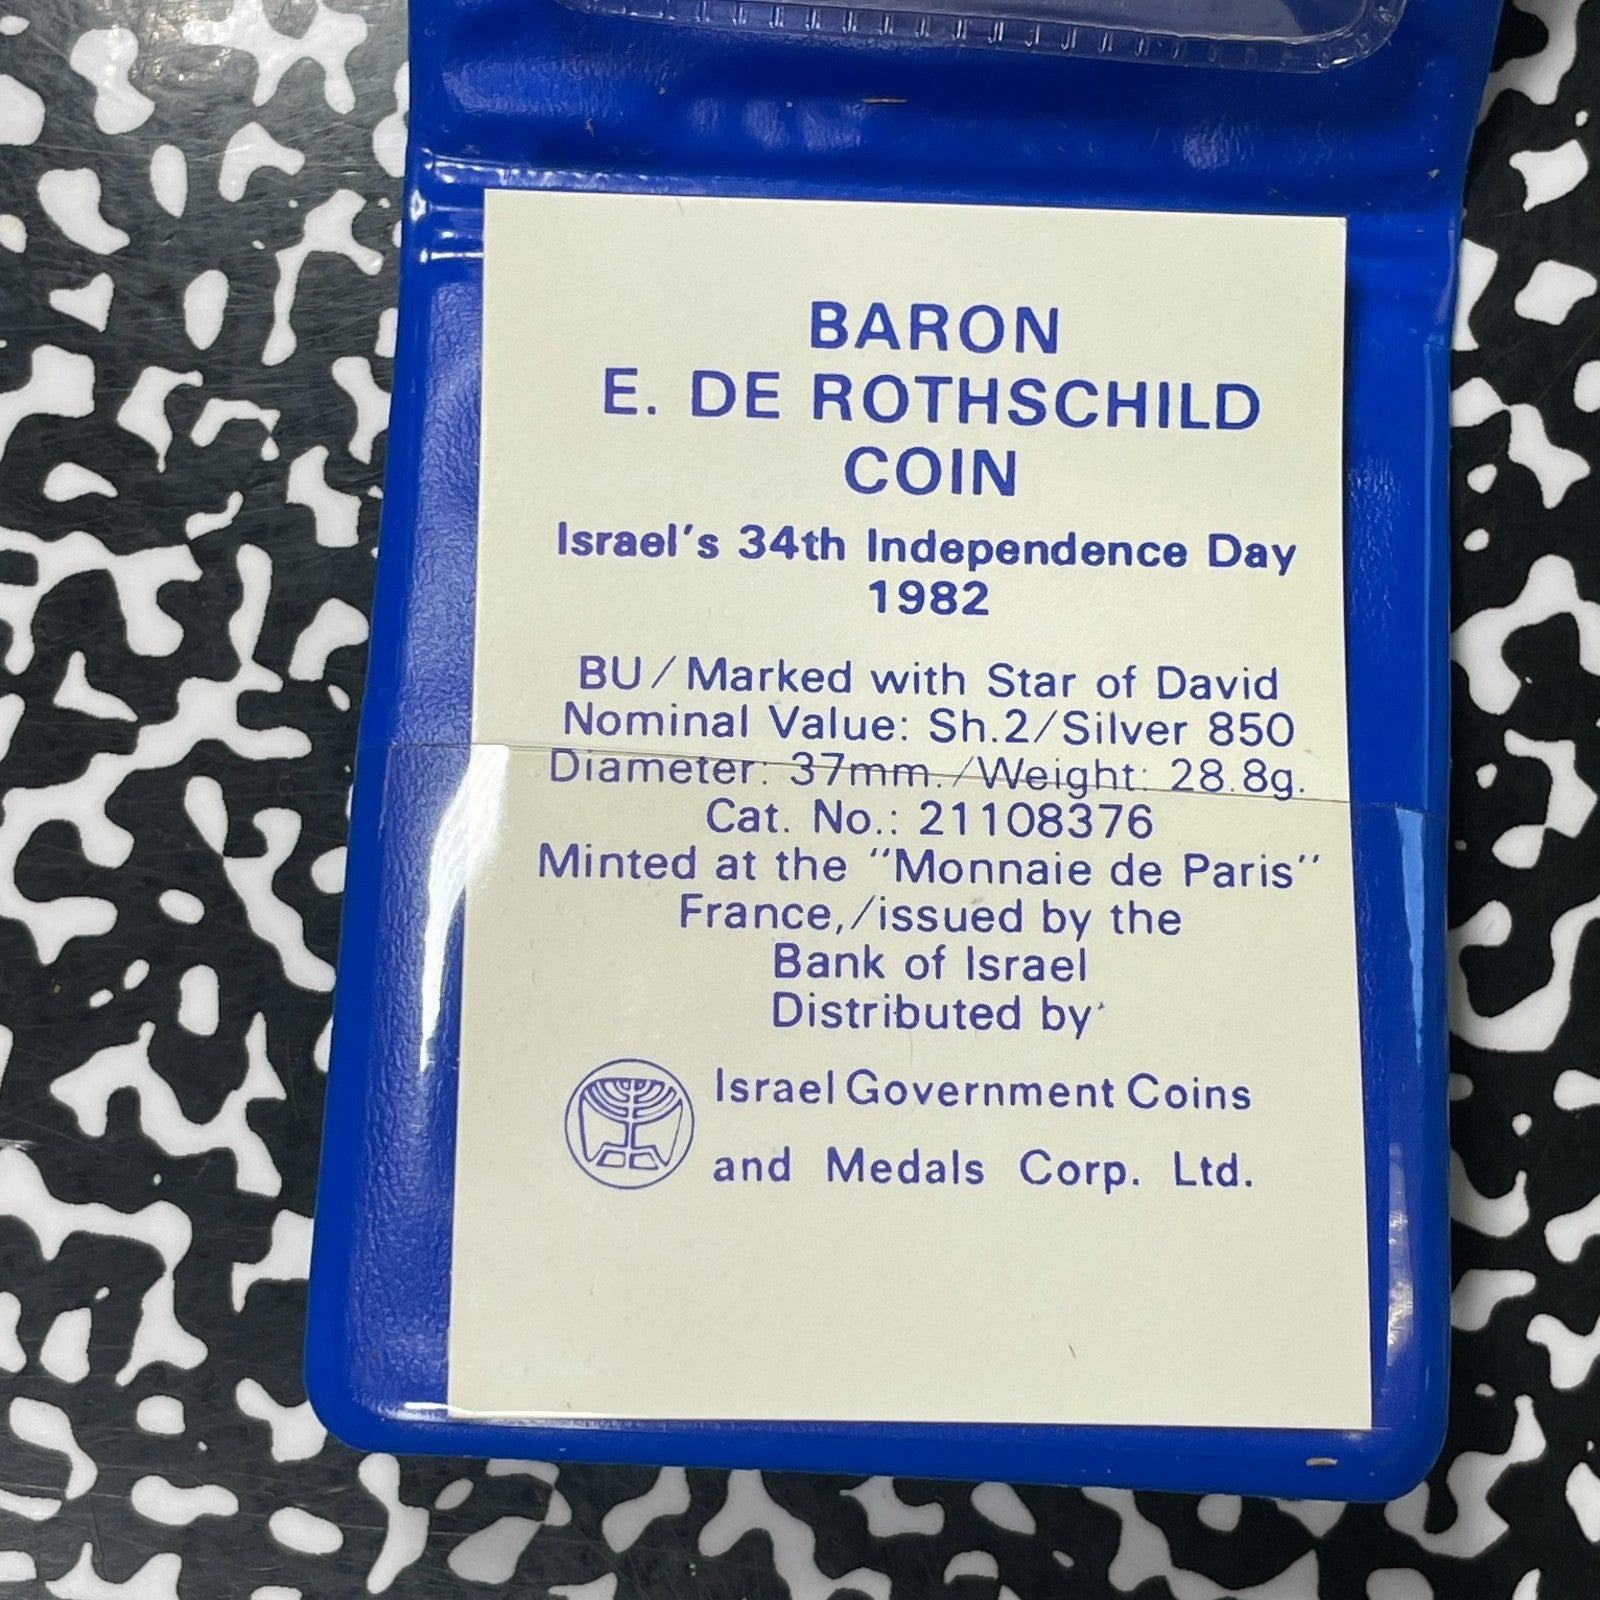 BARON
E. DE ROTHSCHILD
COIN
Israel's 34th Independence Day
1982
BU/Marked with Star of David
Nominal Value: Sh.2/Silver 850
Diameter: 37mm./Weight: 28.8g.
Cat. No.: 21108376
Minted at the "Monnaie de Paris"
France,/issued by the
Bank of Israel
Distributed by
Israel Government Coins
and Medals Corp. Ltd.